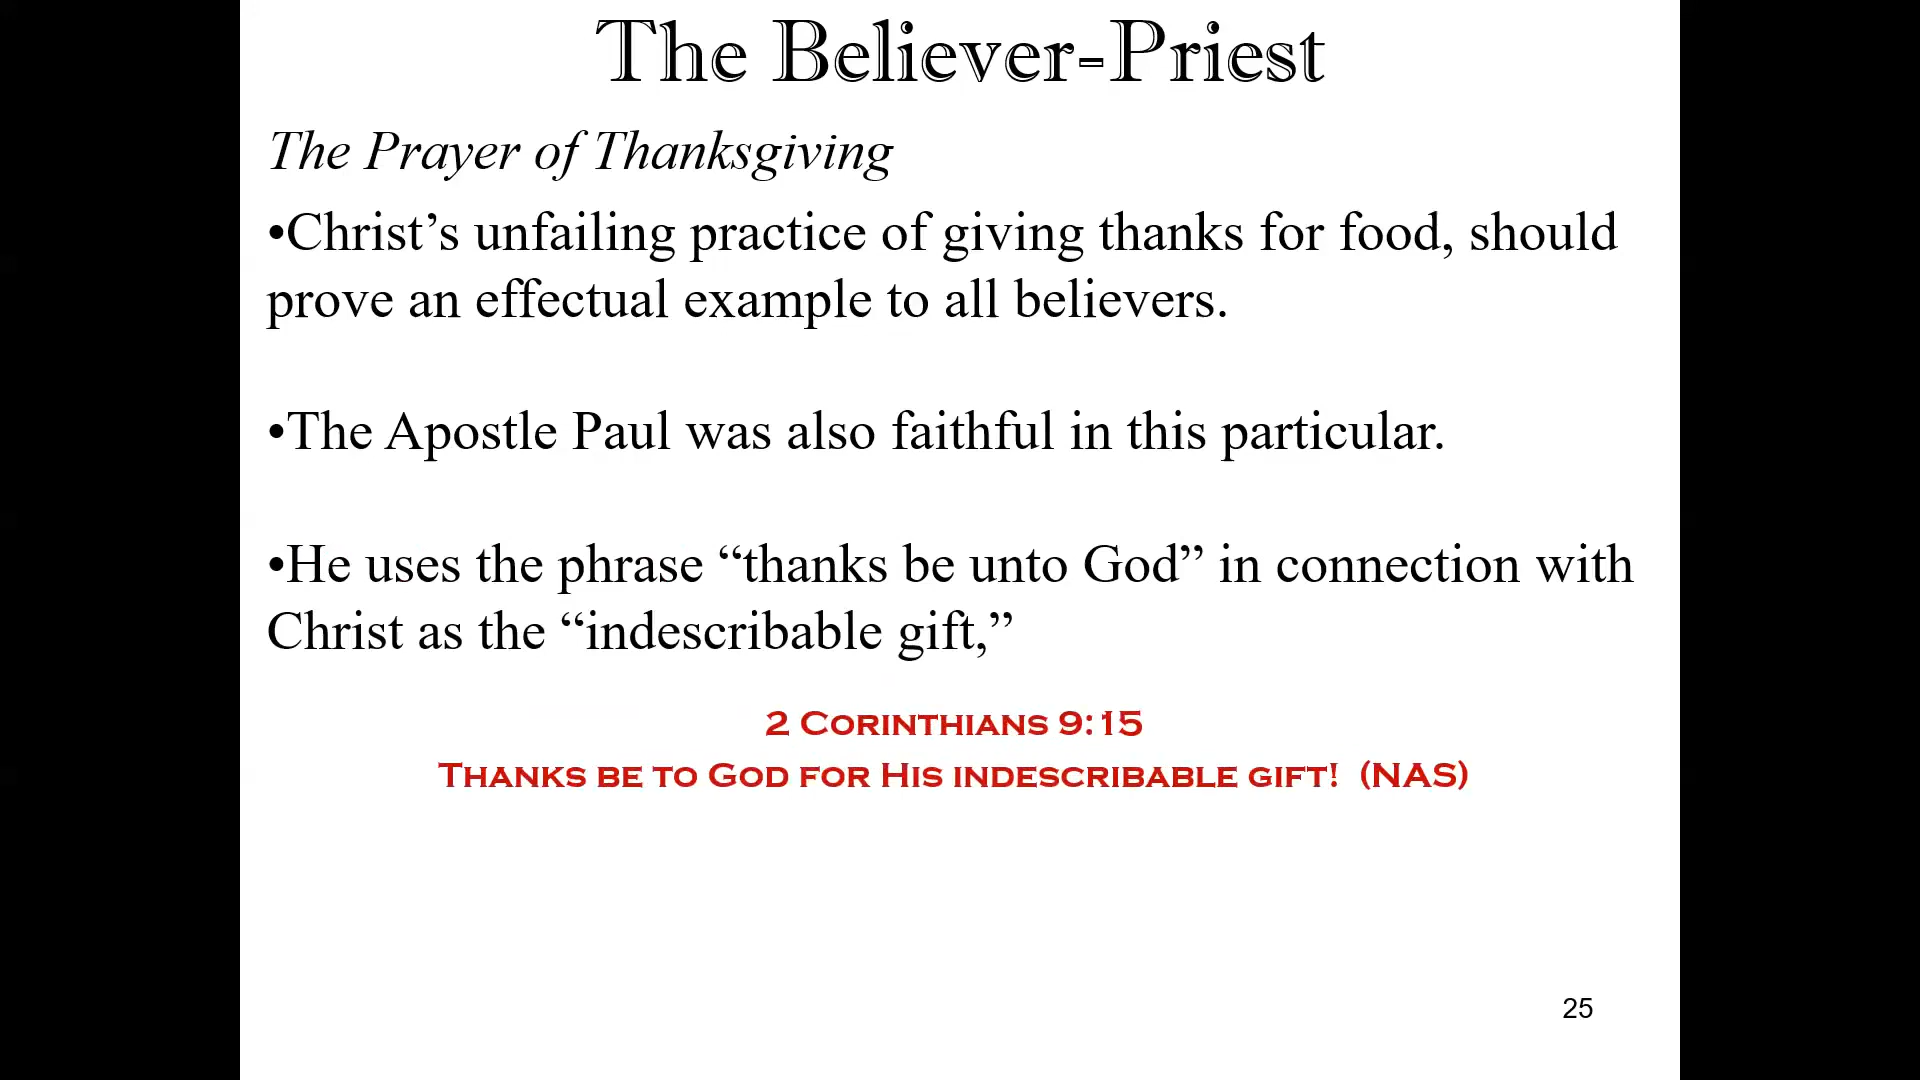 The Believer-Priest
The Prayer of Thanksgiving
•Christ’s unfailing practice of giving thanks for food, should
prove an effectual example to all believers.
•The Apostle Paul was also faithful in this particular.
•He uses the phrase “thanks be unto God” in connection with
Christ as the “indescribable gift,”
2 Corinthians 9:15
Thanks be to God for His indescribable gift! (NAS)
25